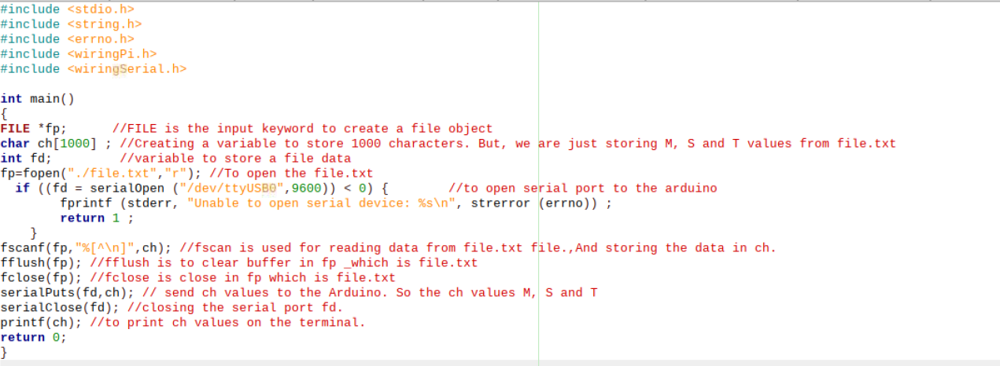 #include <stdio.h>
#include <string.h>
#include <errno.h>
#include <wiringPi.h>
#include <wiringSerial.h>
int main()
{
FILE *fp;      //FILE is the input keyword to create a file object
char ch[1000] ; //Creating a variable to store 1000 characters. But, we are just storing M, S and T values from file.txt
int fd;         //variable to store a file data
fp=fopen("./file.txt","r"); //To open the file.txt
  if ((fd = serialOpen ("/dev/ttyUSB0",9600)) < 0) {        //to open serial port to the arduino
        fprintf (stderr, "Unable to open serial device: %s\n", strerror (errno)) ;
        return 1 ;
    }
fscanf(fp,"%[^\n]",ch); //fscan is used for reading data from file.txt file.,And storing the data in ch.
fflush(fp); //fflush is to clear buffer in fp _which is file.txt
fclose(fp); //fclose is close in fp which is file.txt
serialPuts(fd,ch); // send ch values to the Arduino. So the ch values M, S and T
serialClose(fd); //closing the serial port fd.
printf(ch); //to print ch values on the terminal.
return 0;
}